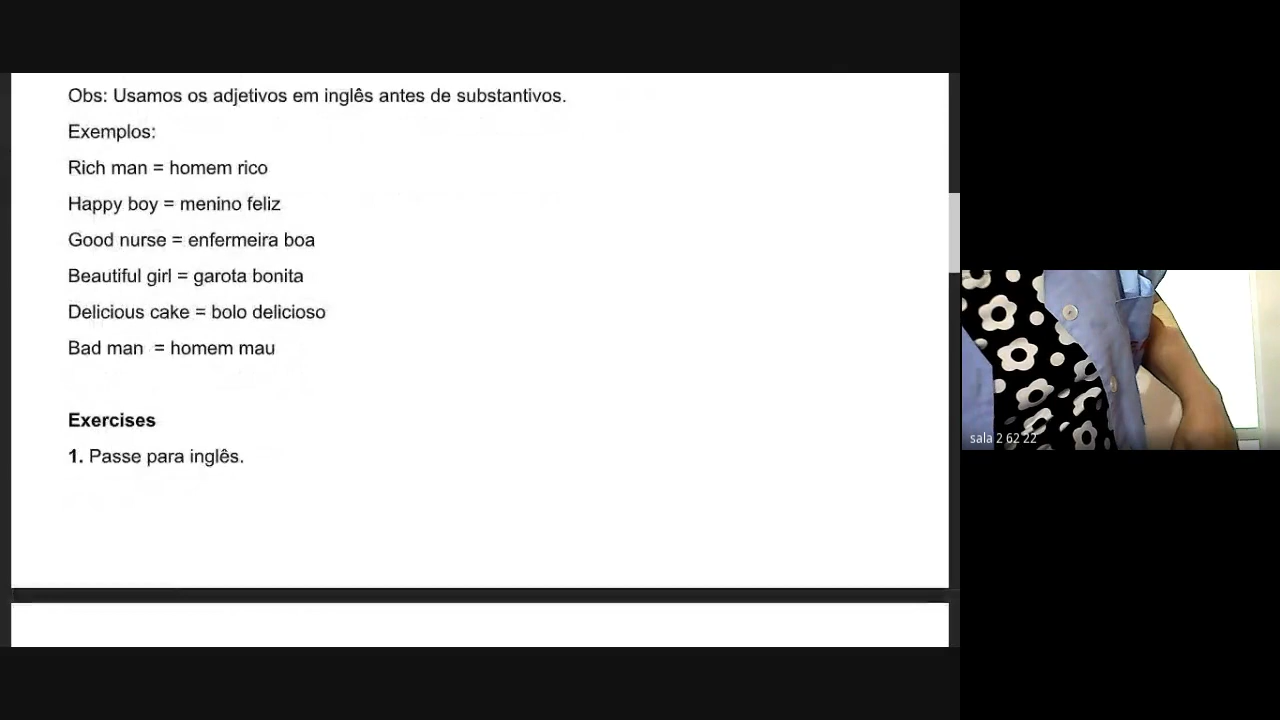 Obs: Usamos os adjetivos em inglês antes de substantivos.
Exemplos:
Rich man = homem rico
Happy boy = menino feliz
Good nurse = enfermeira boa
Beautiful girl = garota bonita
Delicious cake = bolo delicioso
Bad man = homem mau
Exercises
1. Passe para inglês.
sala 2 62 22